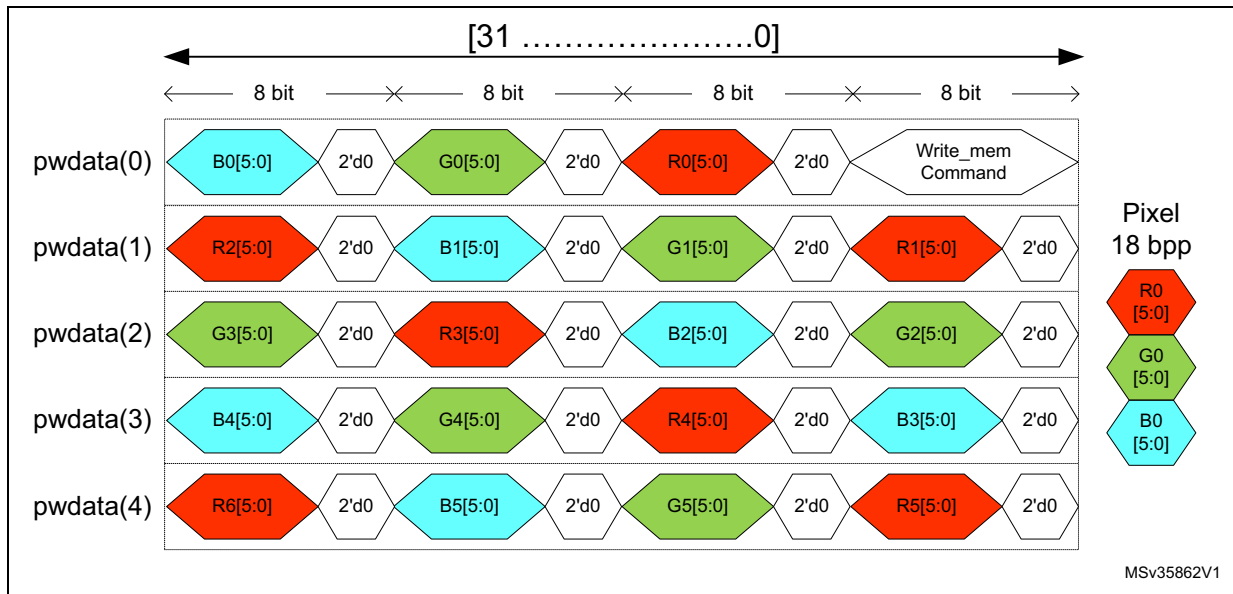 [31 ......................0]
8 bit 8 bit 8 bit 8 bit
pwdata(0) B0[5:0] 2'd0 G0[5:0] 2'd0 R0[5:0] 2'd0 Write_mem
Command
pwdata(1) R2[5:0] 2'd0 B1[5:0] 2'd0 G1[5:0] 2'd0 R1[5:0] 2'd0
pwdata(2) G3[5:0] 2'd0 R3[5:0] 2'd0 B2[5:0] 2'd0 G2[5:0] 2'd0
pwdata(3) B4[5:0] 2'd0 G4[5:0] 2'd0 R4[5:0] 2'd0 B3[5:0] 2'd0
pwdata(4) R6[5:0] 2'd0 B5[5:0] 2'd0 G5[5:0] 2'd0 R5[5:0] 2'd0
Pixel
18 bpp
R0
[5:0]
G0
[5:0]
B0
[5:0]
MSv35862V1